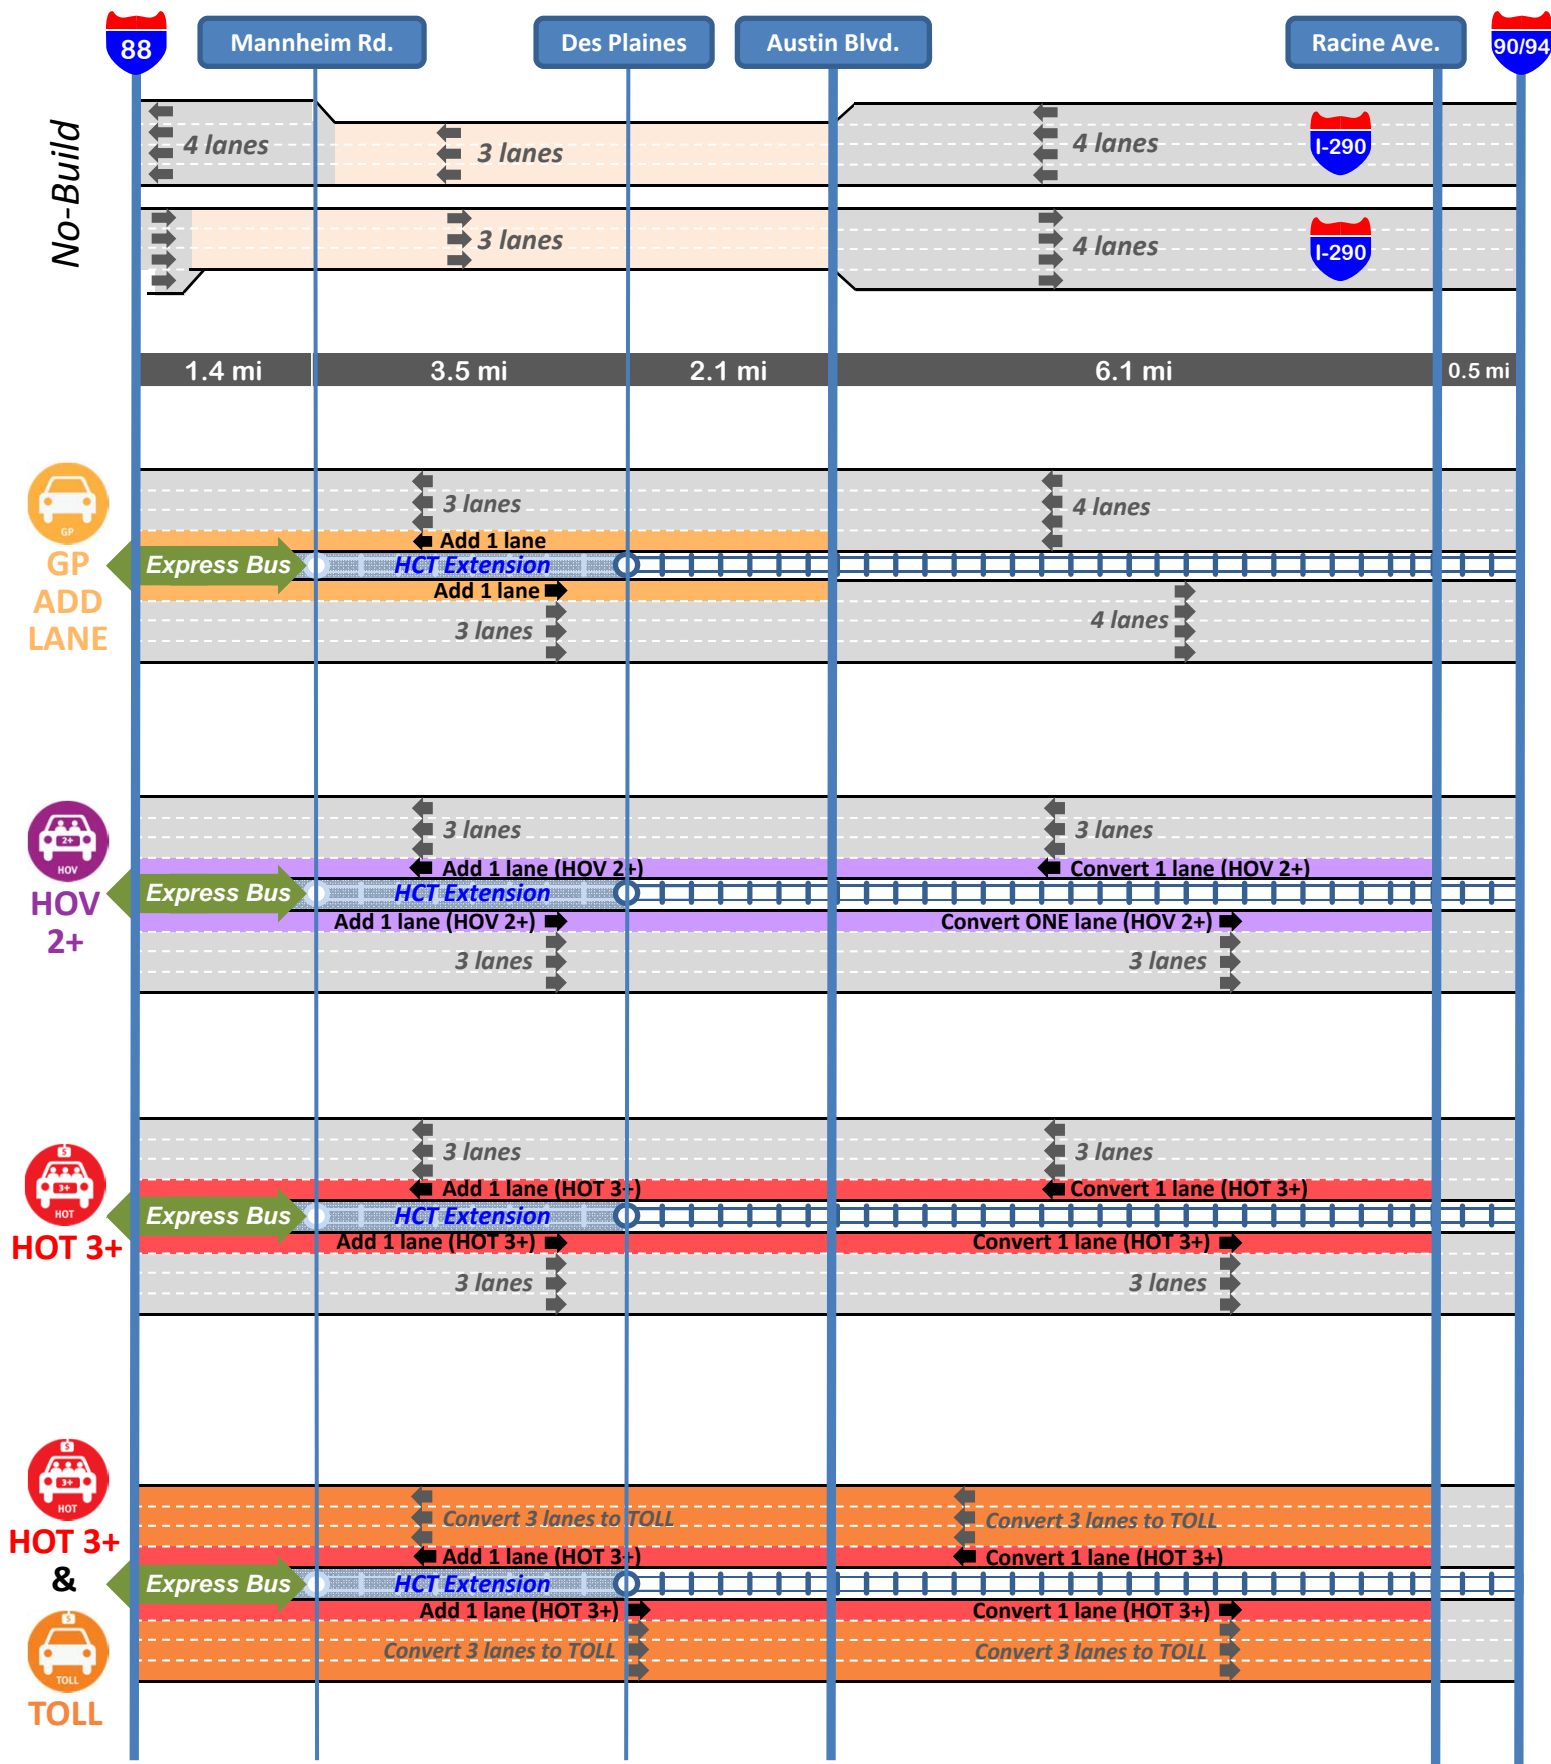 88
Mannheim Rd.
Des Plaines
Austin Blvd.
Racine Ave.
90/94
No-Build
4 lanes
3 lanes
4 lanes
I-290
3 lanes
4 lanes
I-290
1.4 mi
3.5 mi
2.1 mi
6.1 mi
0.5 mi
GP
GP
ADD
LANE
3 lanes
4 lanes
Add 1 lane
Express Bus
HCT Extension
Add 1 lane
3 lanes
4 lanes
2+
HOV
HOV
2+
3 lanes
3 lanes
Add 1 lane (HOV 2+)
Convert 1 lane (HOV 2+)
Express Bus
HCT Extension
Add 1 lane (HOV 2+)
Convert ONE lane (HOV 2+)
3 lanes
3 lanes
$
3+
HOT
HOT 3+
3 lanes
3 lanes
Add 1 lane (HOT 3+)
Convert 1 lane (HOT 3+)
Express Bus
HCT Extension
Add 1 lane (HOT 3+)
Convert 1 lane (HOT 3+)
3 lanes
3 lanes
$
3+
HOT
HOT 3+
&
$
TOLL
TOLL
Convert 3 lanes to TOLL
Convert 3 lanes to TOLL
Add 1 lane (HOT 3+)
Convert 1 lane (HOT 3+)
Express Bus
HCT Extension
Add 1 lane (HOT 3+)
Convert 1 lane (HOT 3+)
Convert 3 lanes to TOLL
Convert 3 lanes to TOLL